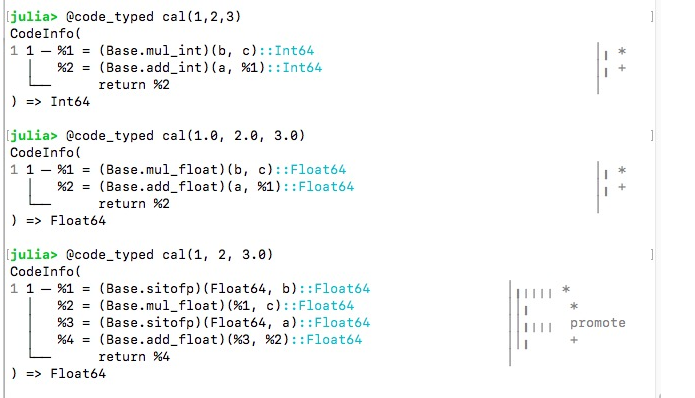 julia> @code_typed cal(1,2,3)
CodeInfo(
1 1 ─ %1 = (Base.mul_int)(b, c)::Int64 │╻ *
│ %2 = (Base.add_int)(a, %1)::Int64 │╻ +
└── return %2 │
) => Int64
julia> @code_typed cal(1.0, 2.0, 3.0)
CodeInfo(
1 1 ─ %1 = (Base.mul_float)(b, c)::Float64 │╻ *
│ %2 = (Base.add_float)(a, %1)::Float64 │╻ +
└── return %2 │
) => Float64
julia> @code_typed cal(1, 2, 3.0)
CodeInfo(
1 1 ─ %1 = (Base.sitofp)(Float64, b)::Float64 │╻╷╷╷╷ *
│ %2 = (Base.mul_float)(%1, c)::Float64 ││╻ *
│ %3 = (Base.sitofp)(Float64, a)::Float64 ││╻╷╷╷ promote
│ %4 = (Base.add_float)(%3, %2)::Float64 ││╻ +
└── return %4 │
) => Float64